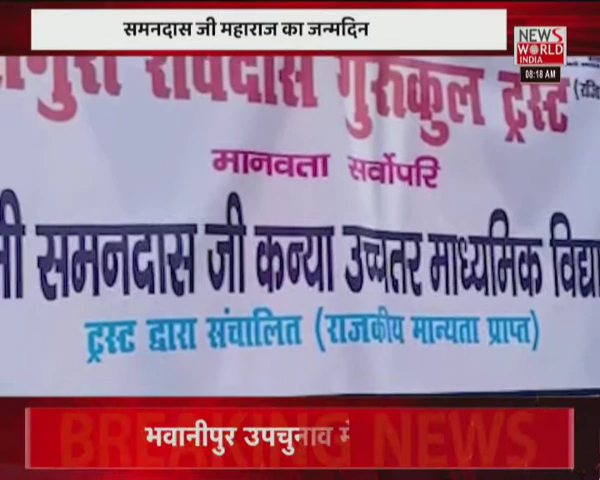 समनदास जी महाराज का जन्मदिन
NEWS
WORLD
INDIA
08:18 AM
रविदास गुरुकुल ट्रस्ट
मानवता सर्वोपरि
समनदास जी कन्या उच्चतर माध्यमिक विद्या
ट्रस्ट द्वारा संचालित (राजकीय मान्यता प्राप्त)
BREAKING NEWS
भवानीपुर उपचुनाव में